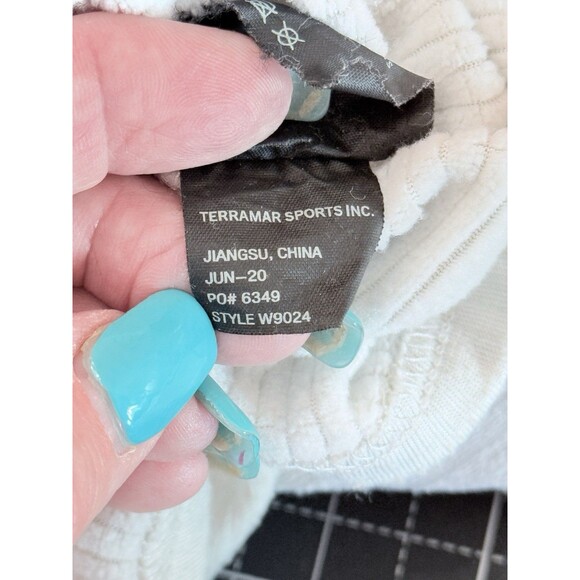 TERRAMAR SPORTS INC.
JIANGSU, CHINA
JUN-20
PO# 6349
STYLE W9024